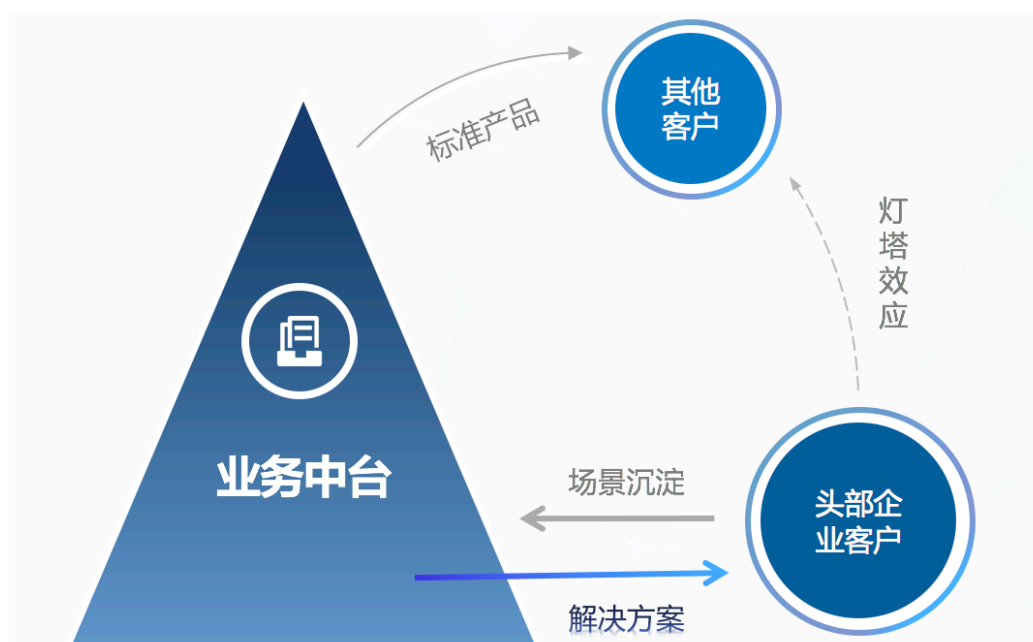 其他
客户
标准产品
灯塔效应
业务中台
场景沉淀
头部企
业客户
解决方案